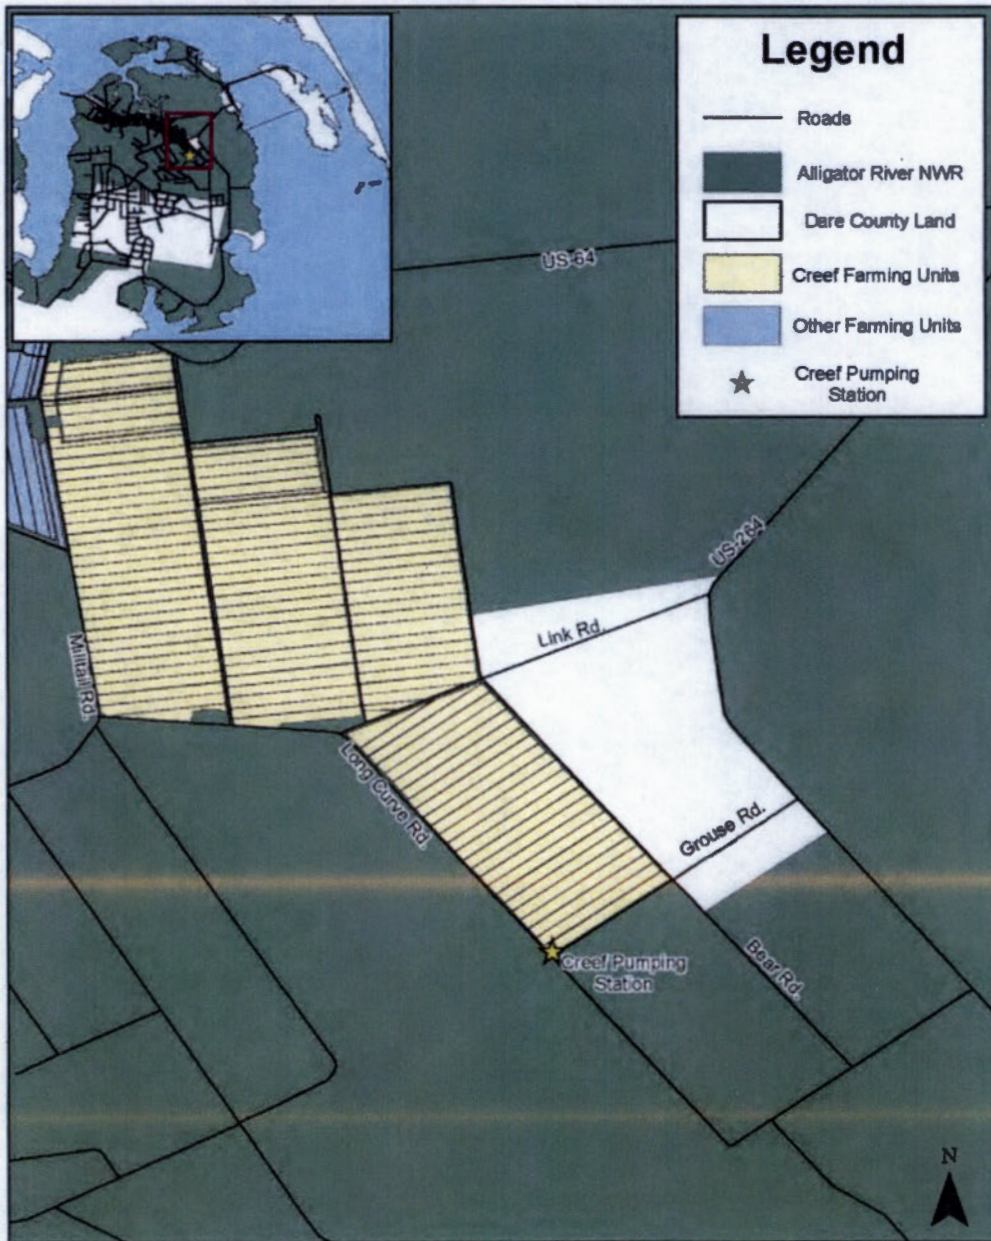 Legend
Roads
Alligator River NWR
Dare County Land
Creef Farming Units
Other Farming Units
Creef Pumping
Station
US-64
US-264
Link Rd.
Milltail Rd.
Long Curve Rd.
Grouse Rd.
Creef Pumping
Station
Bear Rd.
N